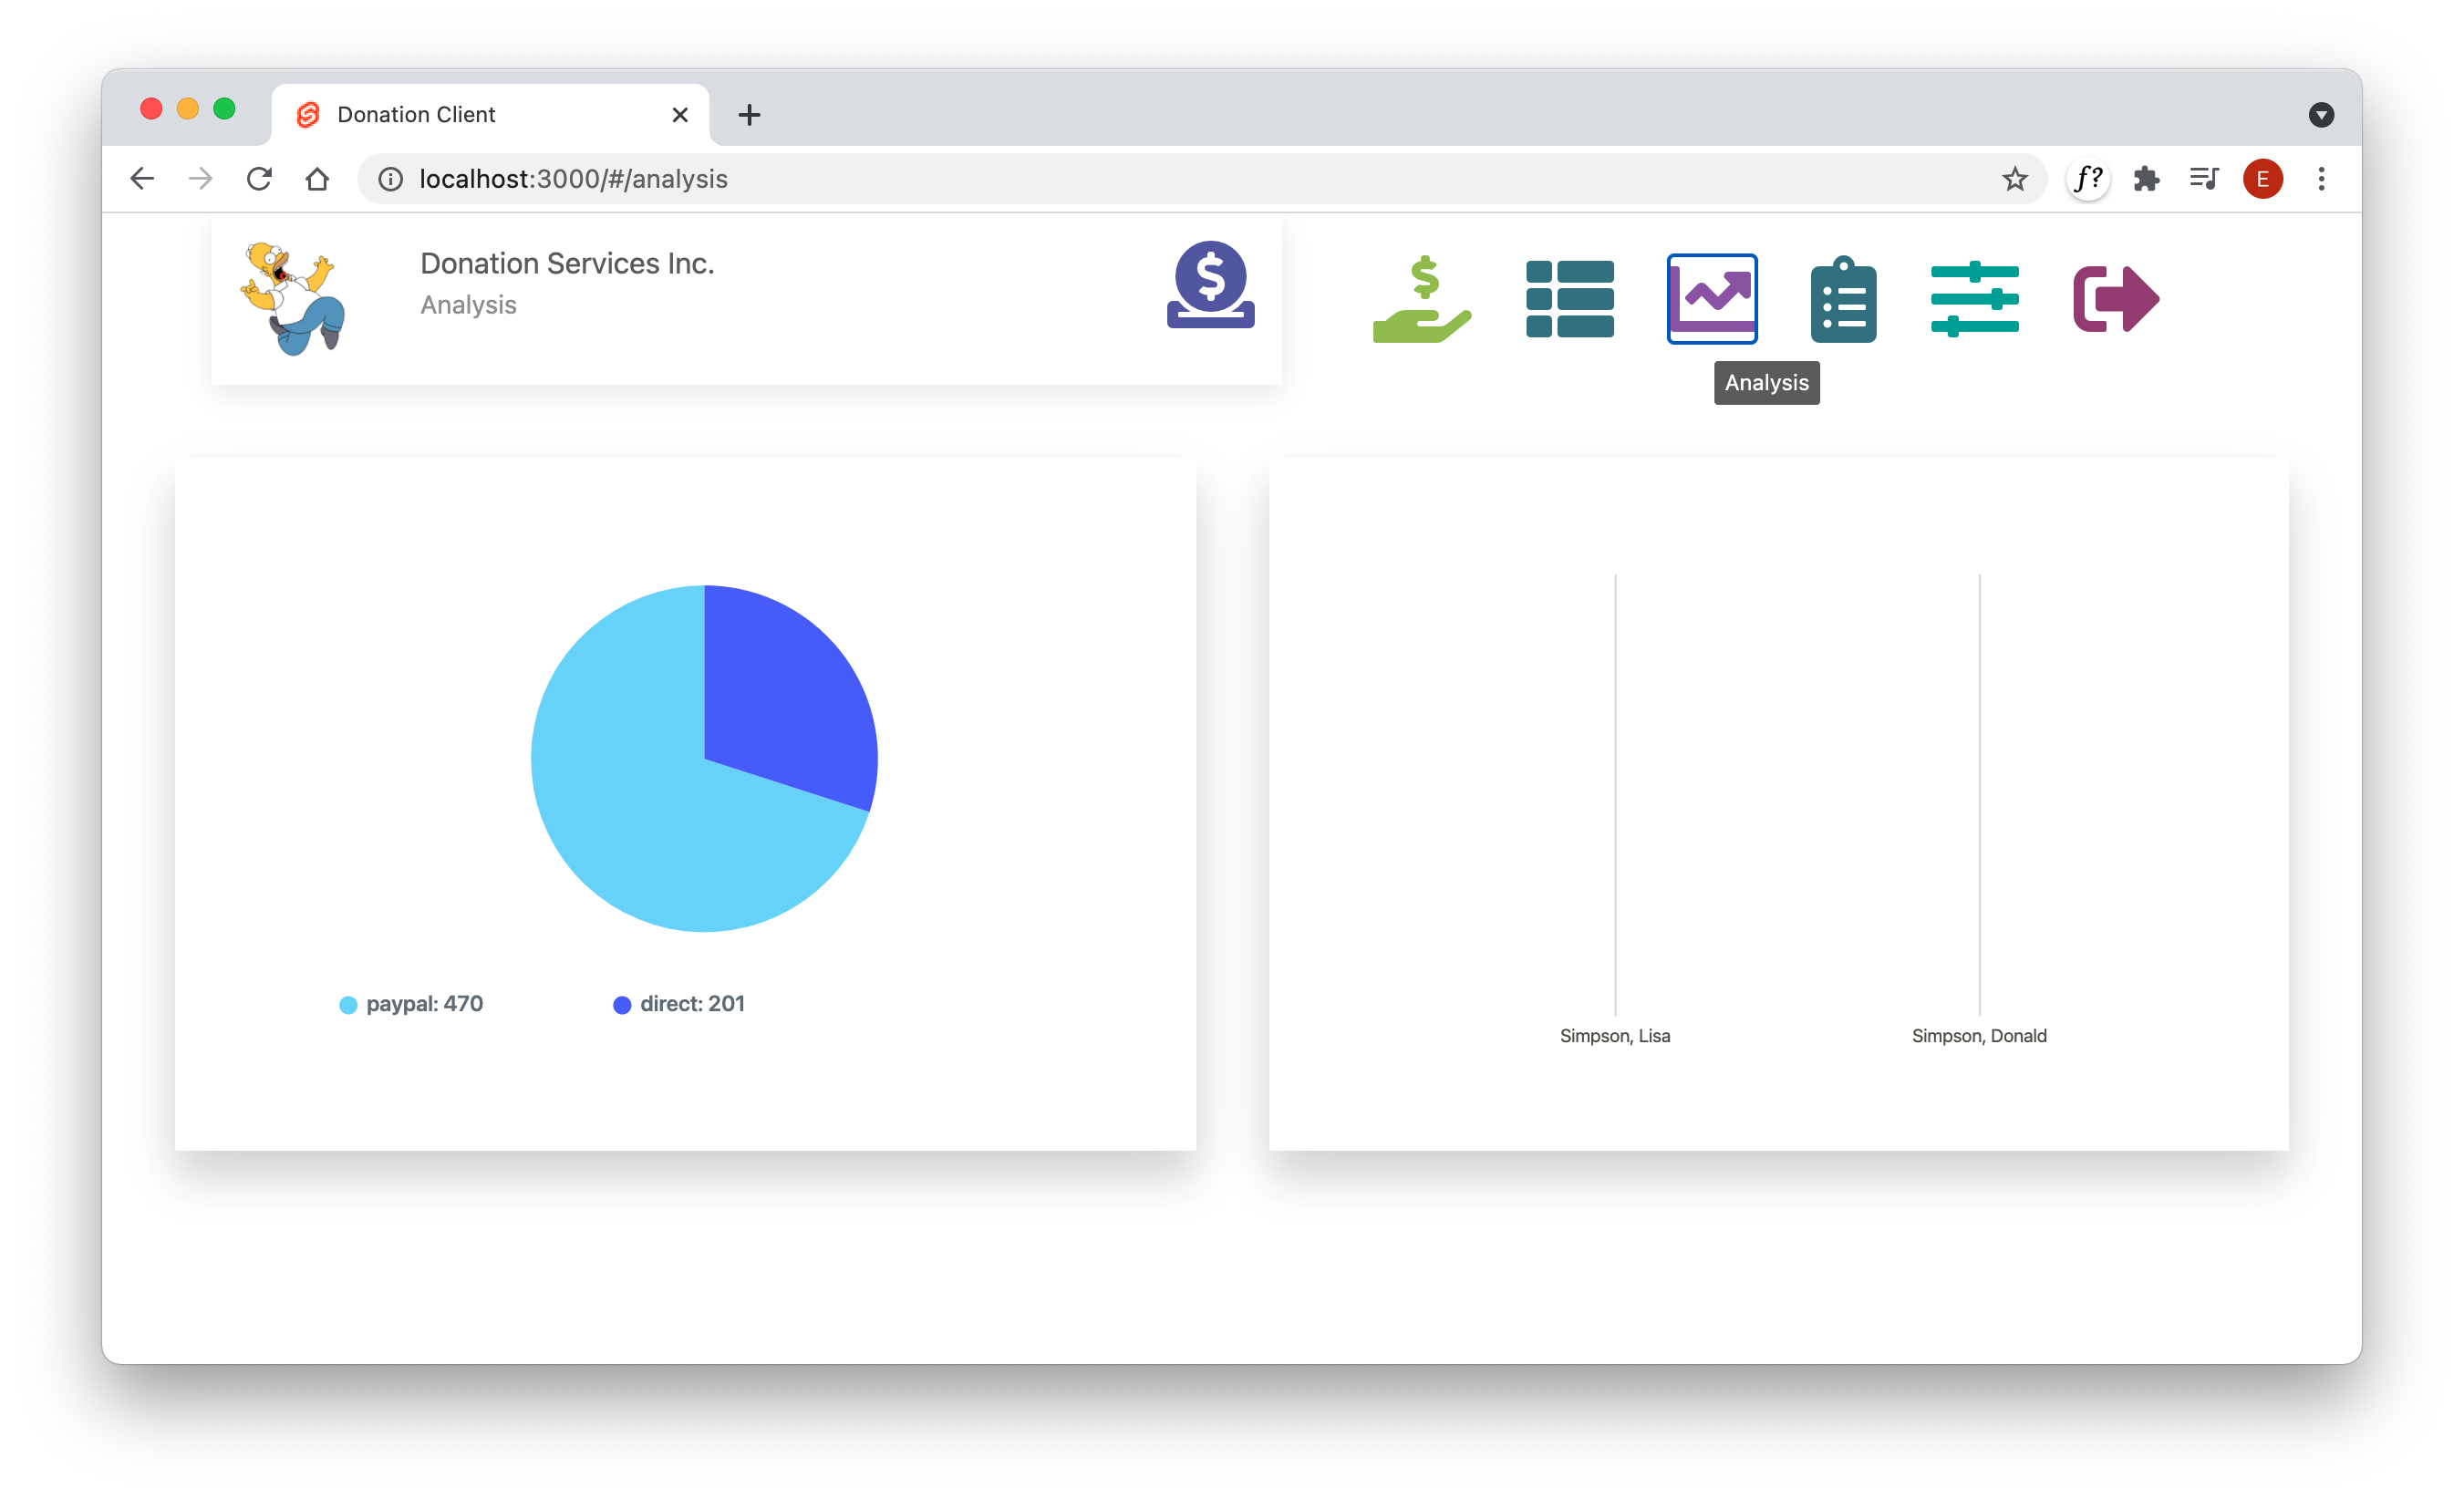 Donation Client
localhost:3000/#/analysis
f?
E
Donation Services Inc.
Analysis
$
$
Analysis
paypal: 470
direct: 201
Simpson, Lisa
Simpson, Donald